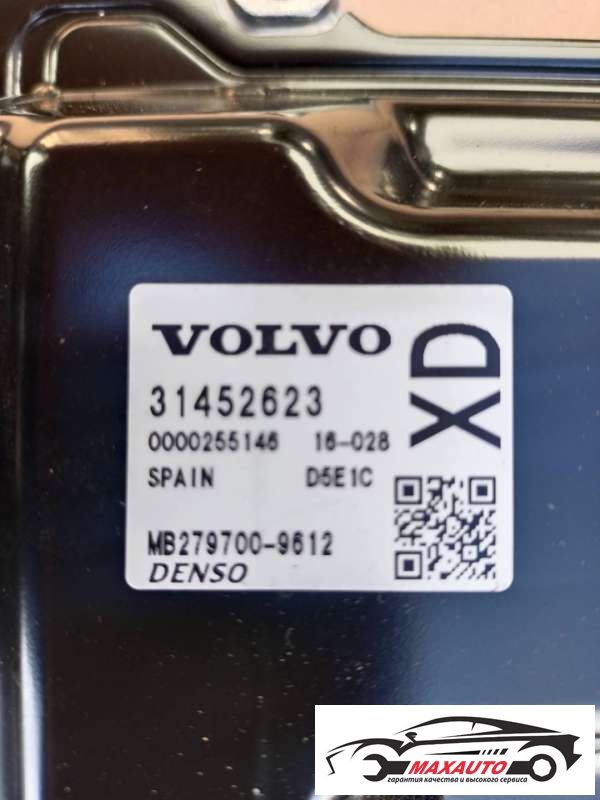 VOLVO
XD
31452623
0000255146 16-028
SPAIN D5E1C
MB279700-9612
DENSO
MAXAUTO
гарантия качества и высокого сервиса